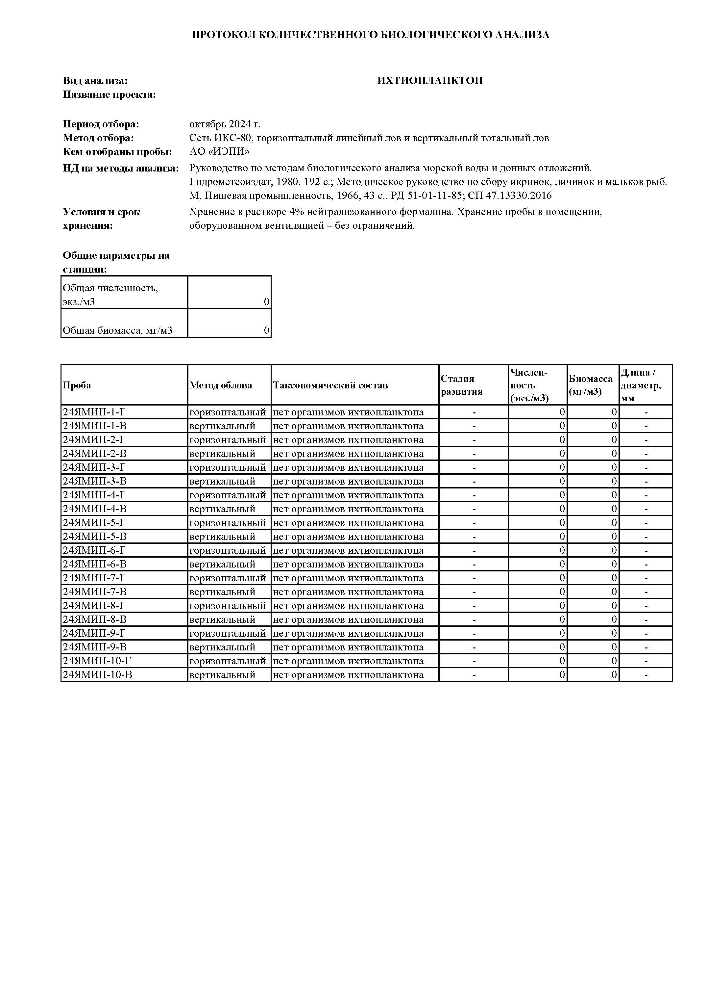 ПРОТОКОЛ КОЛИЧЕСТВЕННОГО БИОЛОГИЧЕСКОГО АНАЛИЗА
Вид анализа: ИХТИОПЛАНКТОН
Название проекта:
Период отбора: октябрь 2024 г.
Метод отбора: Сеть ИКС-80, горизонтальный линейный лов и вертикальный тотальный лов
Кем отобраны пробы: АО «ИЭПИ»
НД на методы анализа: Руководство по методам биологического анализа морской воды и донных отложений.
Гидрометеоиздат, 1980. 192 с.; Методическое руководство по сбору икринок, личинок и мальков рыб.
М, Пищевая промышленность, 1966, 43 с.. РД 51-01-11-85; СП 47.13330.2016
Условия и срок Хранение в растворе 4% нейтрализованного формалина. Хранение пробы в помещении,
хранения: оборудованном вентиляцией – без ограничений.
Общие параметры на
станции:
Общая численность,
экз./м3 0
Общая биомасса, мг/м3 0
Проба Метод облова Таксономический состав Стадия развития Числен-ность (экз./м3) Биомасса (мг/м3) Длина / диаметр, мм
24ЯМИП-1-Г горизонтальный нет организмов ихтиопланктона - 0 0 -
24ЯМИП-1-В вертикальный нет организмов ихтиопланктона - 0 0 -
24ЯМИП-2-Г горизонтальный нет организмов ихтиопланктона - 0 0 -
24ЯМИП-2-В вертикальный нет организмов ихтиопланктона - 0 0 -
24ЯМИП-3-Г горизонтальный нет организмов ихтиопланктона - 0 0 -
24ЯМИП-3-В вертикальный нет организмов ихтиопланктона - 0 0 -
24ЯМИП-4-Г горизонтальный нет организмов ихтиопланктона - 0 0 -
24ЯМИП-4-В вертикальный нет организмов ихтиопланктона - 0 0 -
24ЯМИП-5-Г горизонтальный нет организмов ихтиопланктона - 0 0 -
24ЯМИП-5-В вертикальный нет организмов ихтиопланктона - 0 0 -
24ЯМИП-6-Г горизонтальный нет организмов ихтиопланктона - 0 0 -
24ЯМИП-6-В вертикальный нет организмов ихтиопланктона - 0 0 -
24ЯМИП-7-Г горизонтальный нет организмов ихтиопланктона - 0 0 -
24ЯМИП-7-В вертикальный нет организмов ихтиопланктона - 0 0 -
24ЯМИП-8-Г горизонтальный нет организмов ихтиопланктона - 0 0 -
24ЯМИП-8-В вертикальный нет организмов ихтиопланктона - 0 0 -
24ЯМИП-9-Г горизонтальный нет организмов ихтиопланктона - 0 0 -
24ЯМИП-9-В вертикальный нет организмов ихтиопланктона - 0 0 -
24ЯМИП-10-Г горизонтальный нет организмов ихтиопланктона - 0 0 -
24ЯМИП-10-В вертикальный нет организмов ихтиопланктона - 0 0 -